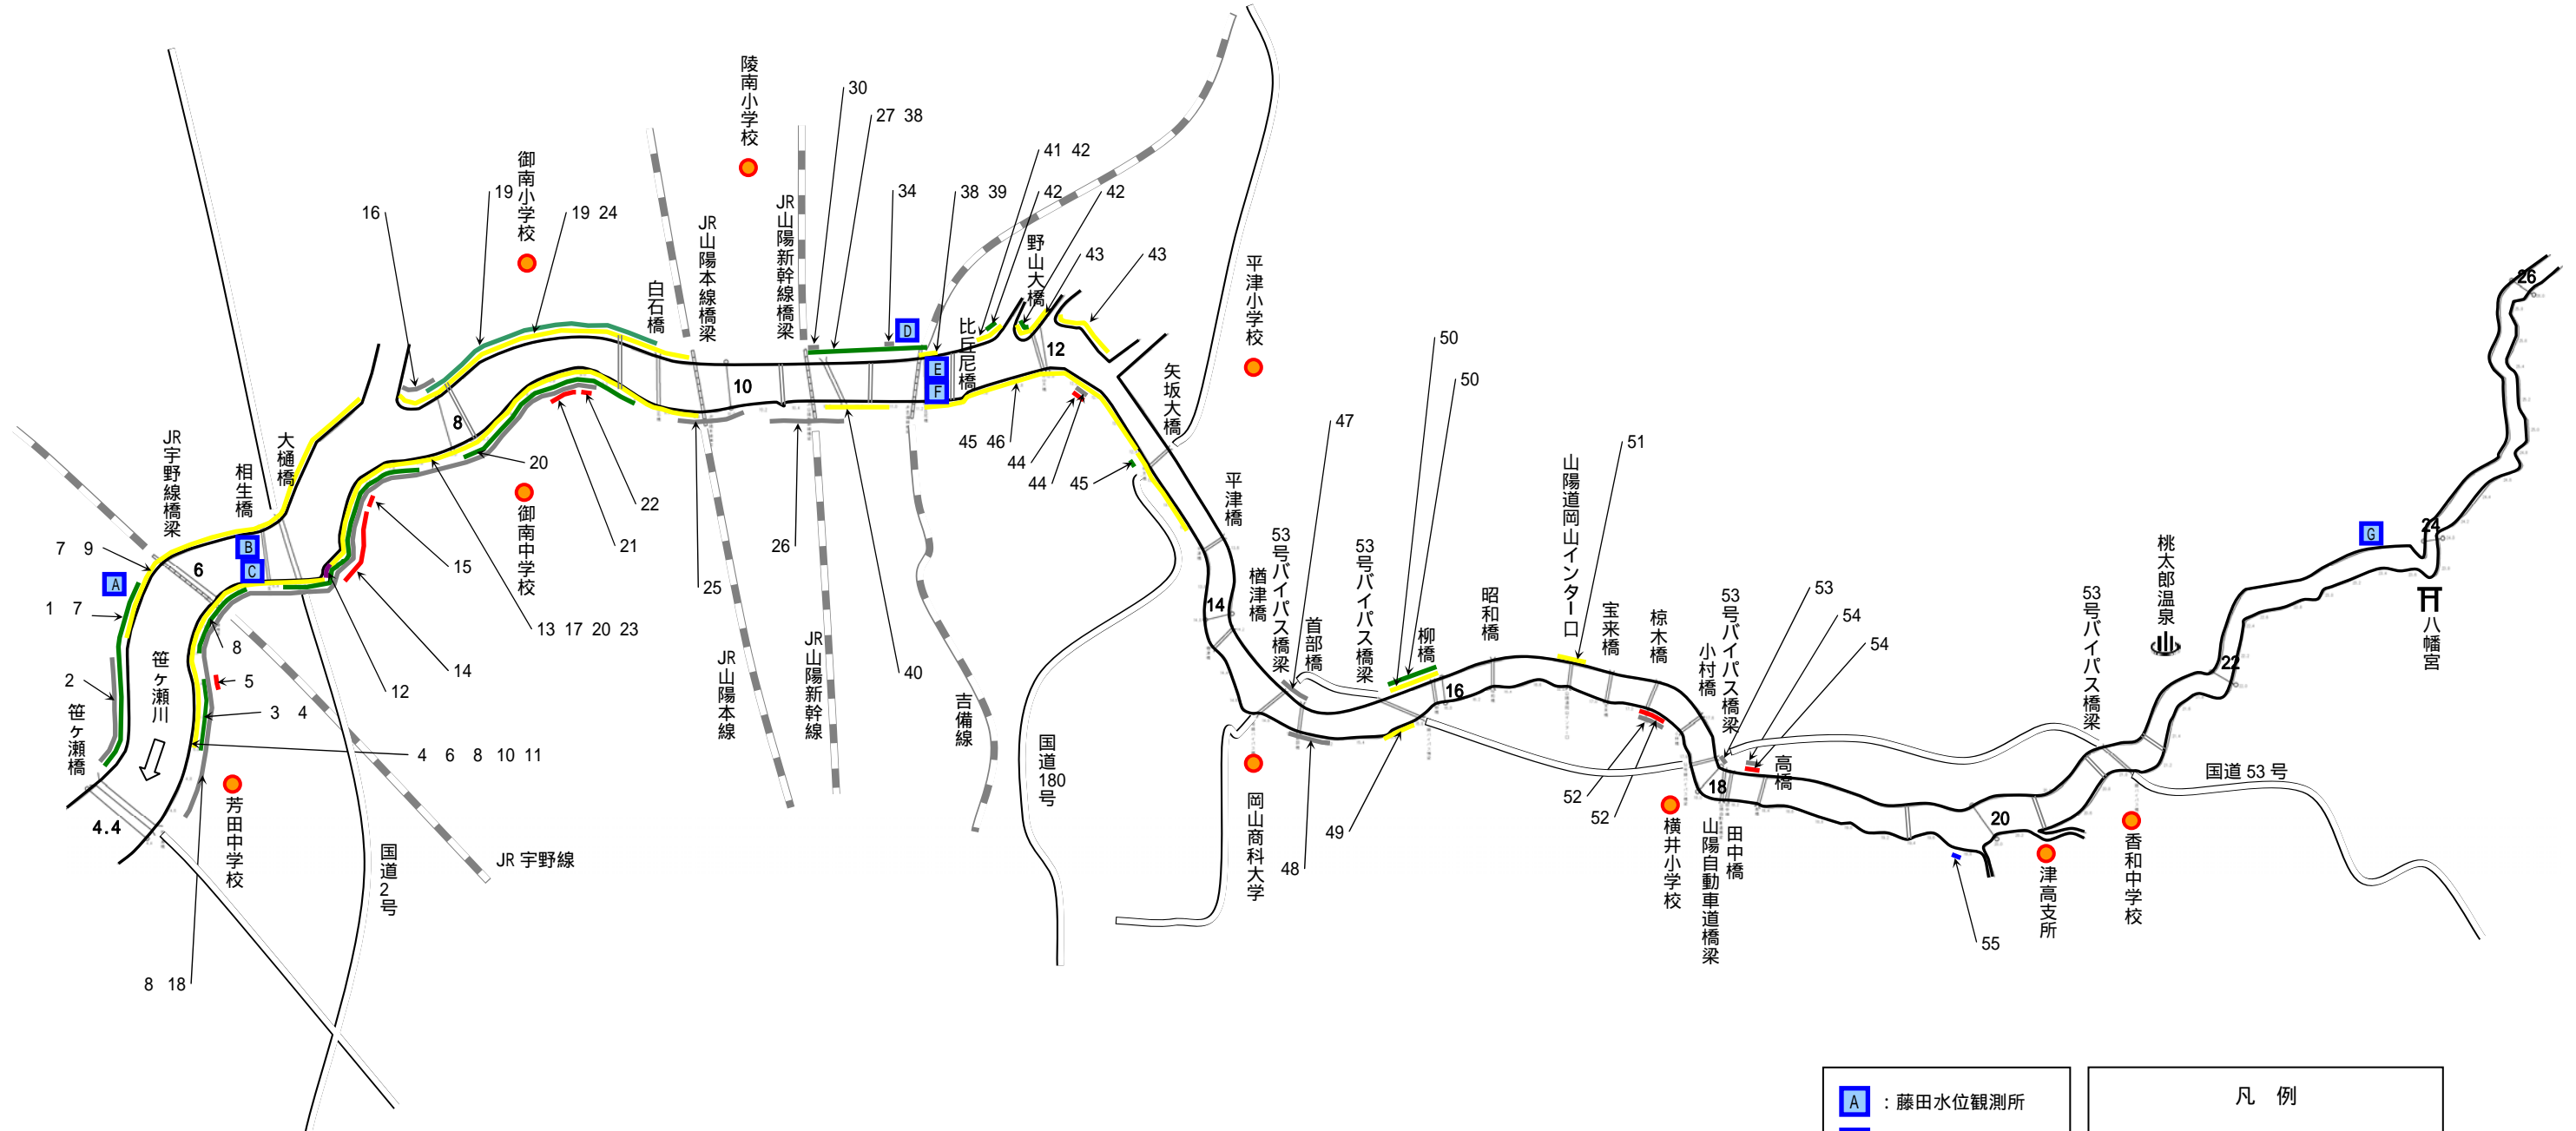 陵南小学校
30
27 38
御南小学校
41 42
19
34
38 39
42
42
16
19 24
JR山陽本線橋梁
JR山陽新幹線橋梁
野山大橋
43
43
平津小学校
26
白石橋
D
比丘尼橋
12
50
E
F
10
50
矢坂大橋
8
47
JR宇野線橋梁
大樋橋
45 46
51
相生橋
20
44
44
45
山陽道岡山インター口
22
御南中学校
平津橋
24
G
7 9
B
21
26
53号バイパス橋梁
53号バイパス橋梁
桃太郎温泉
15
6
C
A
25
楢津橋
昭和橋
53
53号バイパス橋梁
1 7
14
宝来橋
椋木橋
53号バイパス橋梁
54
八幡宮
13 17 20 23
首部橋
柳橋
8
54
笹ヶ瀬川
JR山陽本線
JR山陽新幹線
小村橋
22
14
40
2
5
12
16
笹ヶ瀬橋
3 4
吉備線
4 6 8 10 11
国道180号
高橋
国道53号
芳田中学校
52
18
岡山商科大学
52
横井小学校
山陽自動車道橋梁
田中橋
20
4.4
49
香和中学校
国道2号
JR宇野線
48
津高支所
55
8 18
A :藤田水位観測所
凡 例